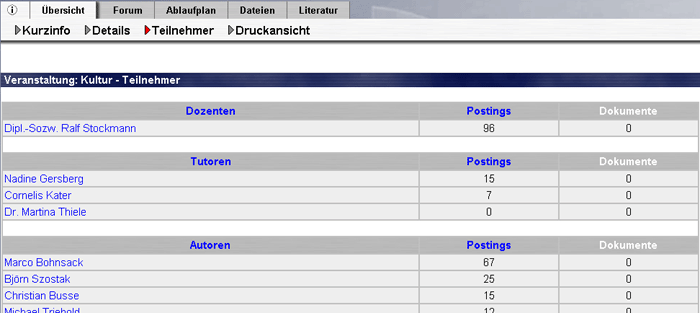 Übersicht Forum Ablaufplan Dateien Literatur
Kurzinfo Details Teilnehmer Druckansicht
Veranstaltung: Kultur - Teilnehmer
Dozenten Postings Dokumente
Dipl.-Sozw. Ralf Stockmann 96 0
Tutoren Postings Dokumente
Nadine Gersberg 15 0
Cornelis Kater 7 0
Dr. Martina Thiele 0 0
Autoren Postings Dokumente
Marco Bohnsack 67 0
Björn Szostak 25 0
Christian Busse 15 0
Michael 12 0